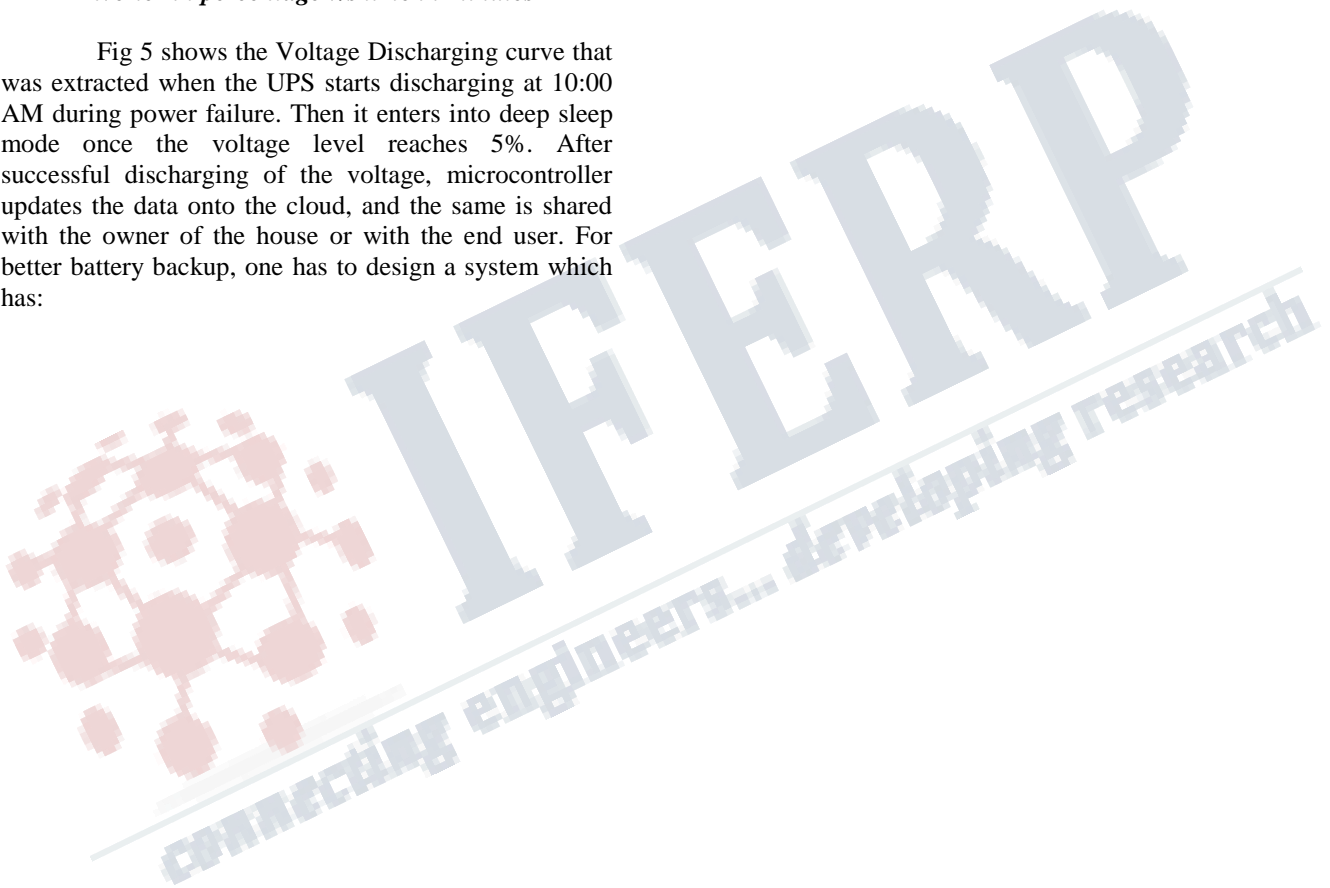 Fig 5 shows the Voltage Discharging curve that
was extracted when the UPS starts discharging at 10:00
AM during power failure. Then it enters into deep sleep
mode once the voltage level reaches 5%. After
successful discharging of the voltage, microcontroller
updates the data onto the cloud, and the same is shared
with the owner of the house or with the end user. For
better battery backup, one has to design a system which
has:
IFERP
connecting engineers... developing research